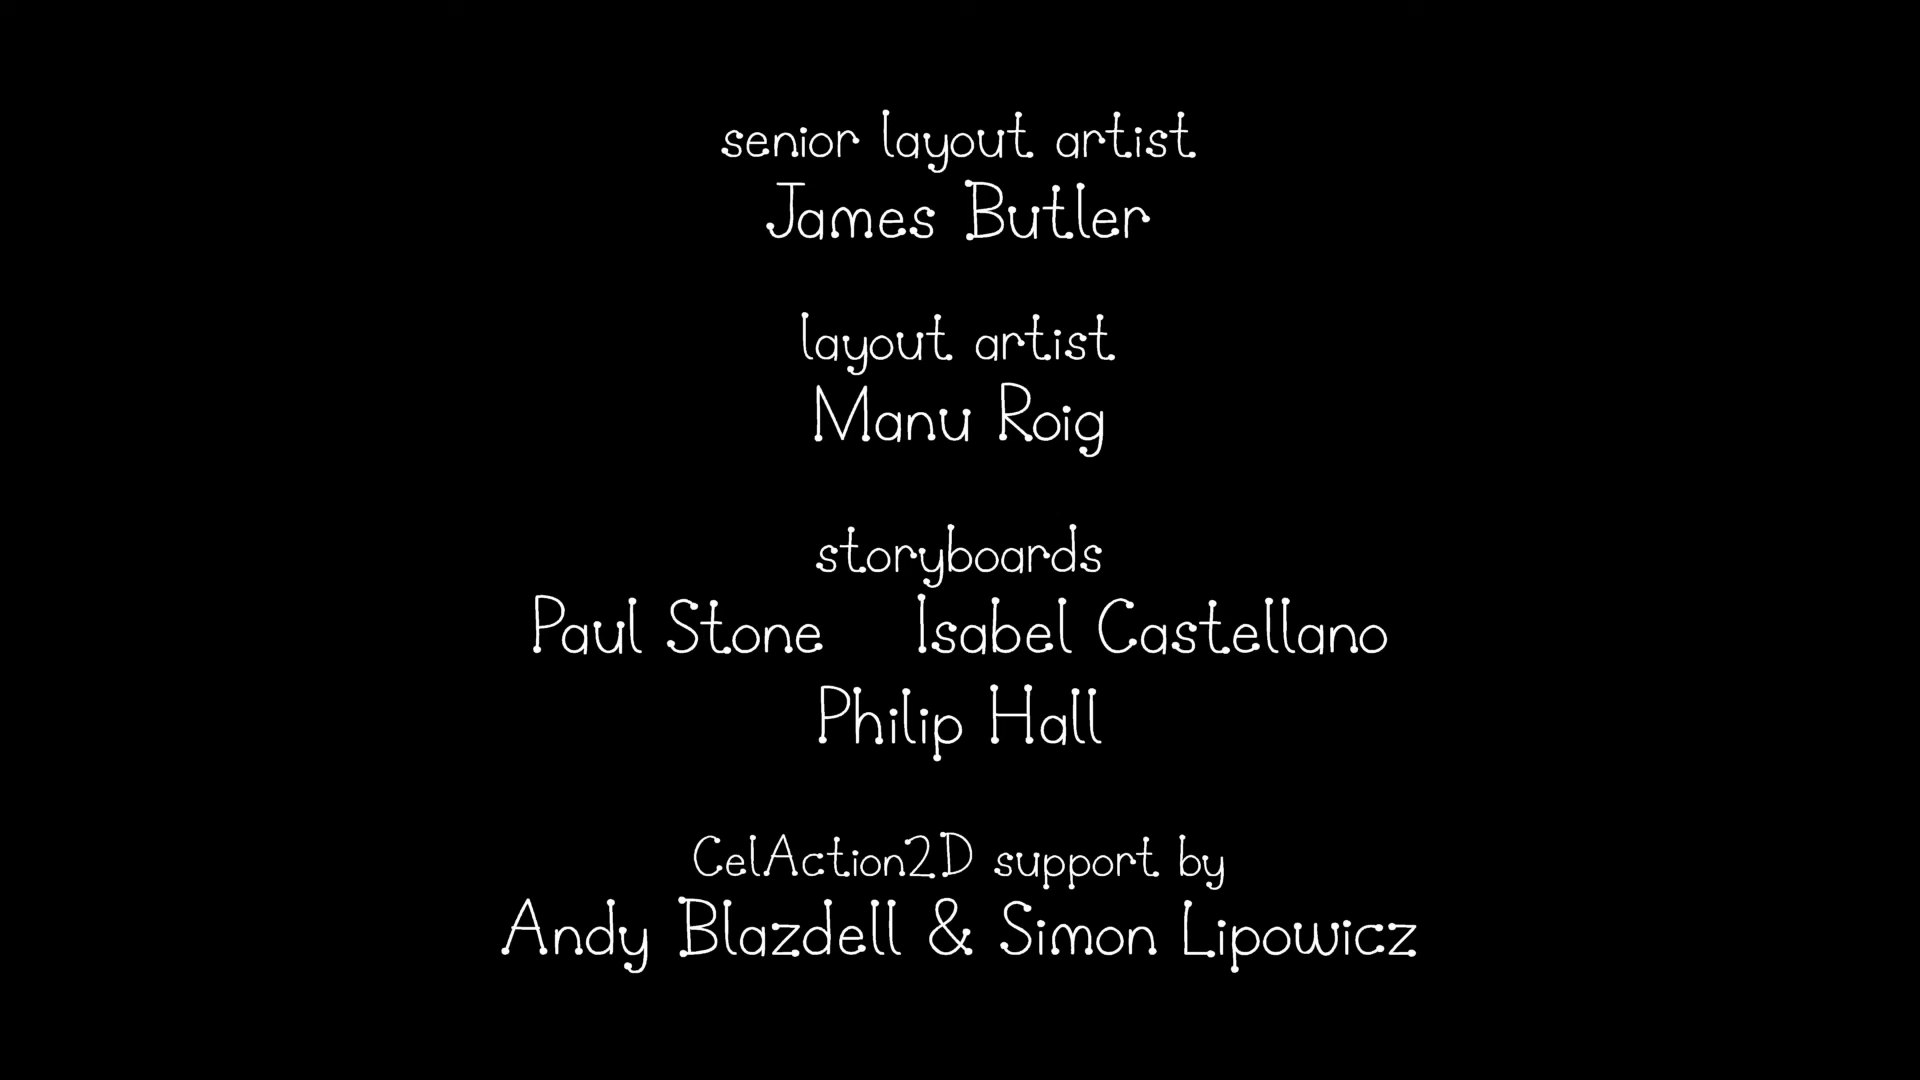 senior layout artist
James Butler
layout artist
Manu Roig
storyboards
Paul Stone Isabel Castellano
Philip Hall
CelAction2D support by
Andy Blazdell & Simon Lipowicz